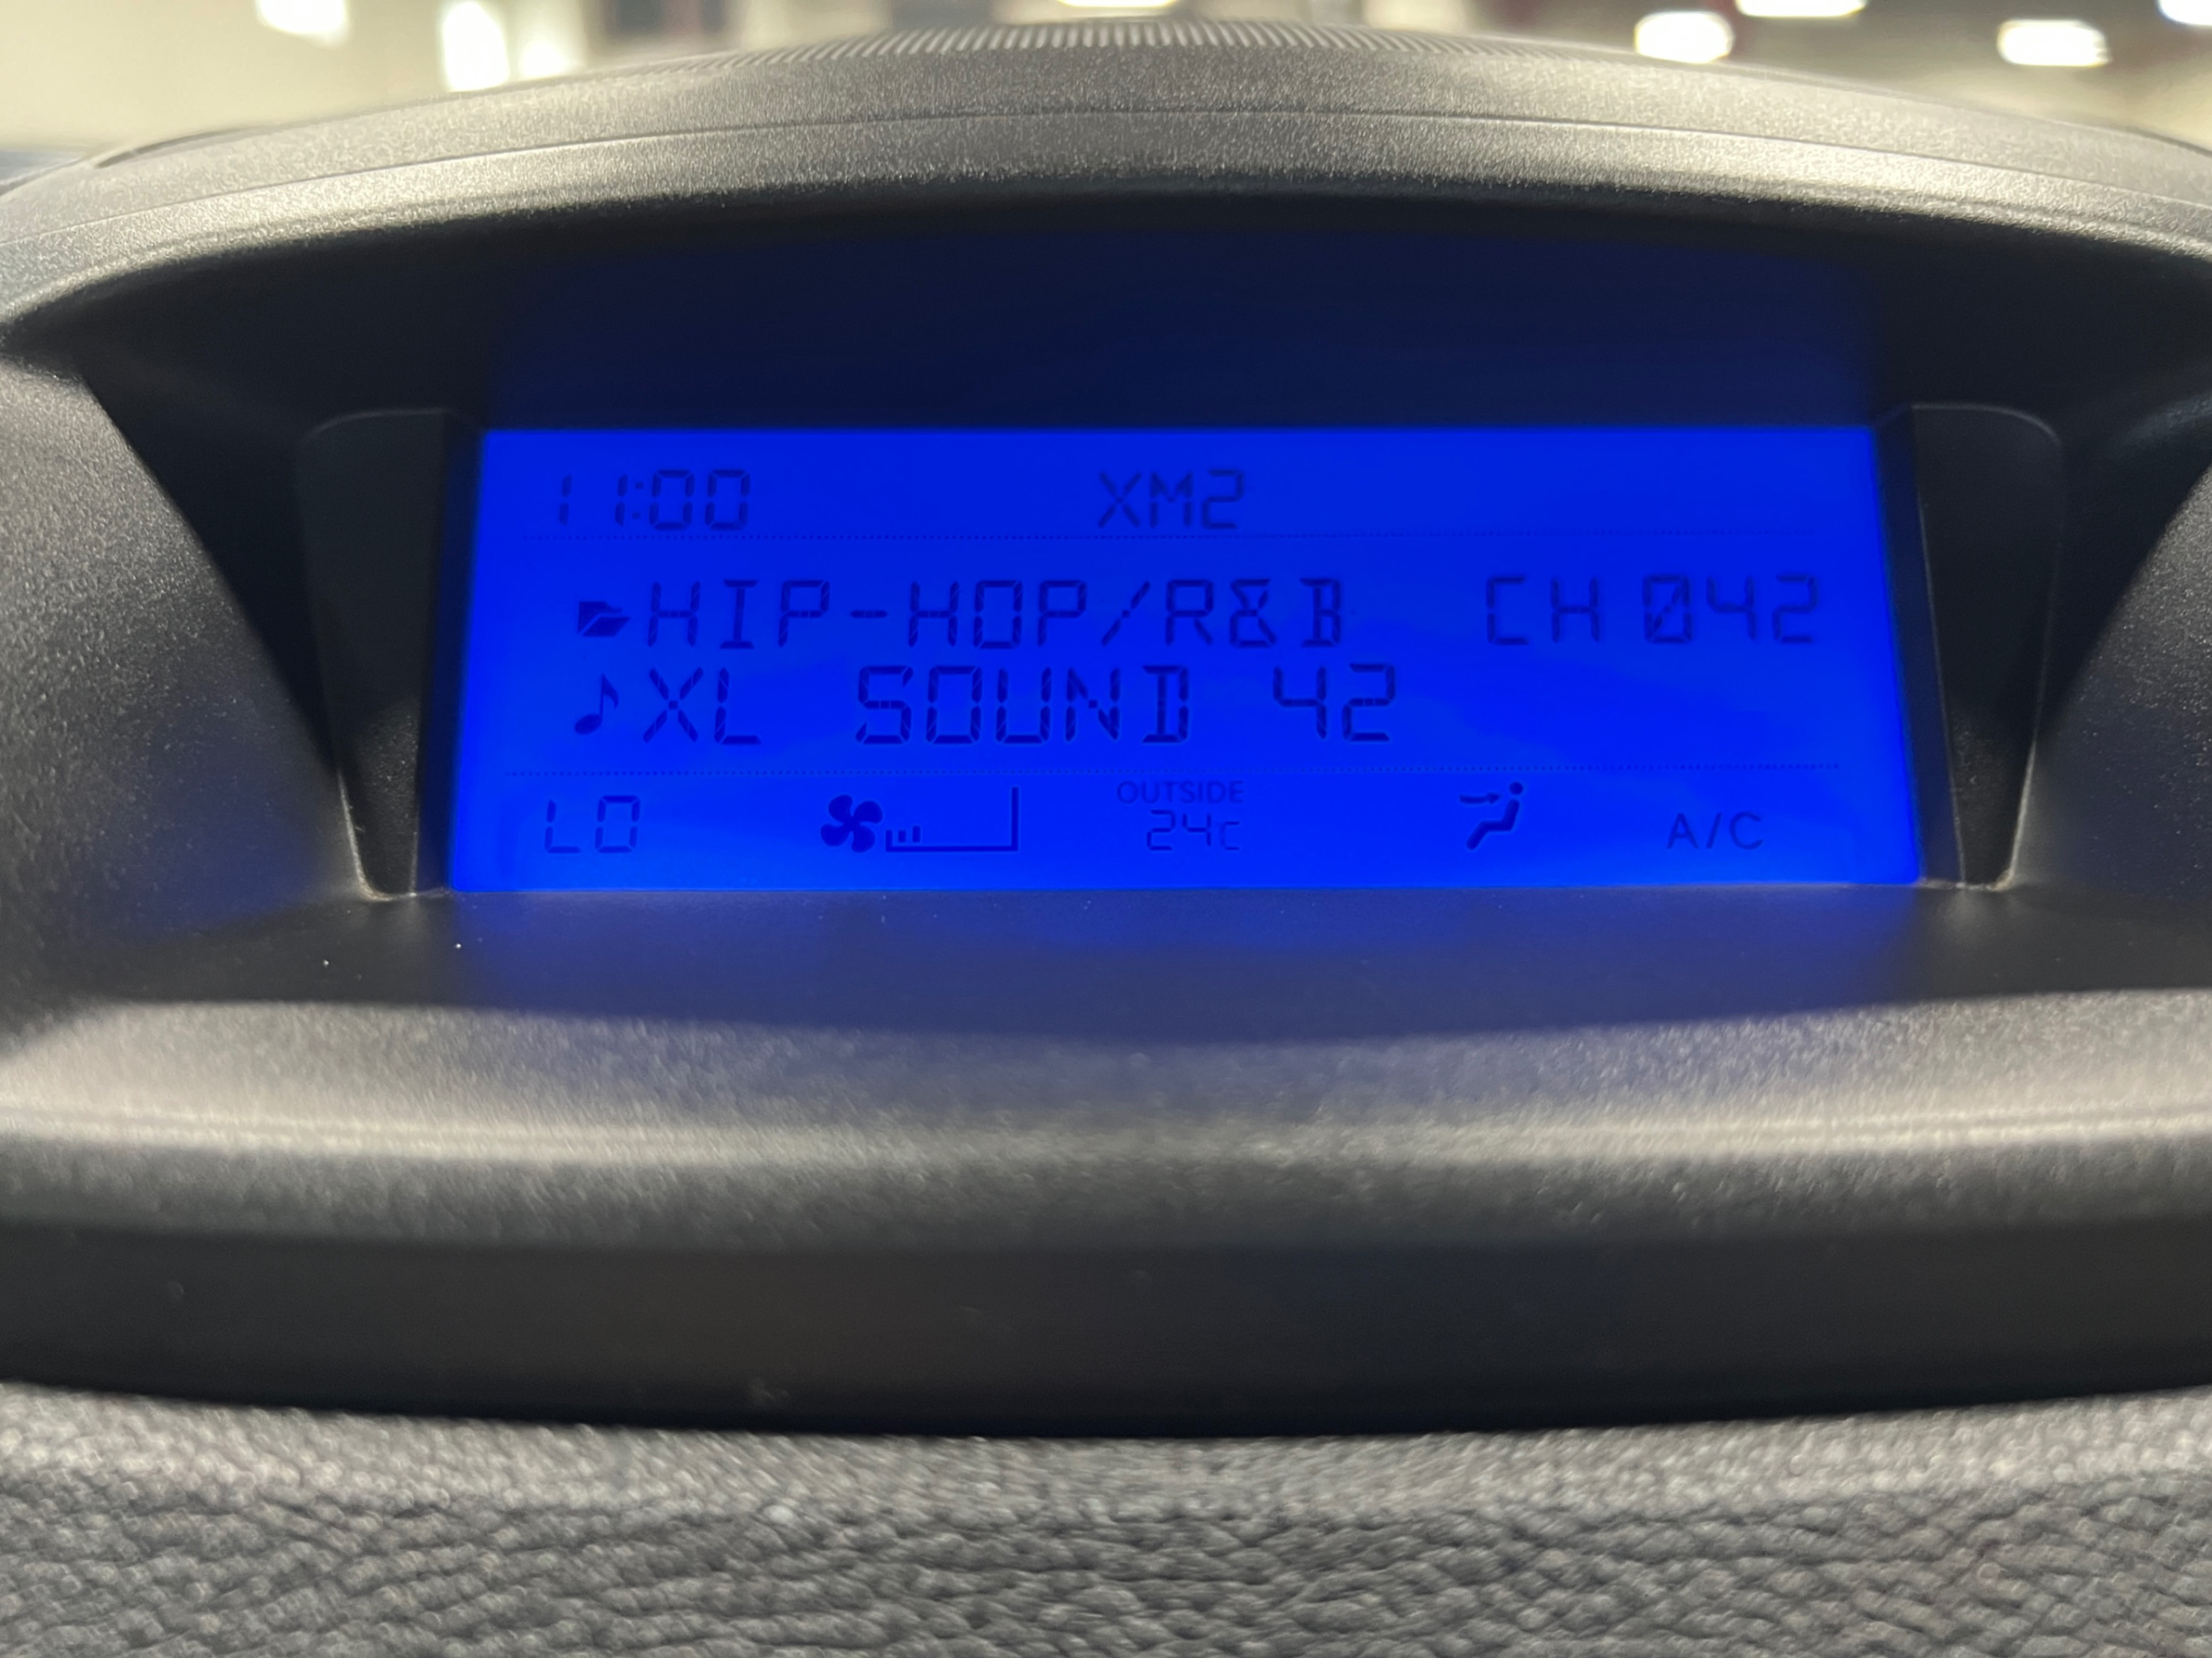 11:00 XM2
HIP-HOP/R&B CH 042
XL SOUND 42
OUTSIDE
LO 24c A/C